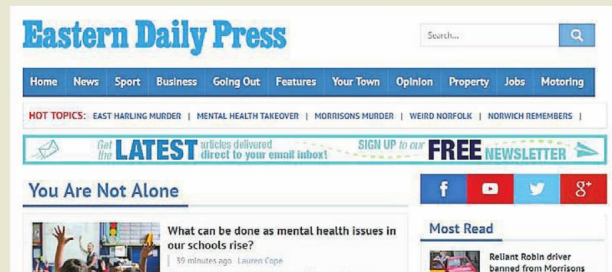 Eastern Daily Press
Search...
Home News Sport Business Going Out Features Your Town Opinion Property Jobs Motoring
HOT TOPICS: EAST HARLING MURDER | MENTAL HEALTH TAKEOVER | MORRISONS MURDER | WEIRD NORFOLK | NORWICH REMEMBERS |
Get the LATEST articles delivered direct to your email inbox! SIGN UP to our FREE NEWSLETTER
You Are Not Alone
f
g+
What can be done as mental health issues in
our schools rise?
39 minutes ago Lauren Cope
Most Read
Reliant Robin driver
banned from Morrisons